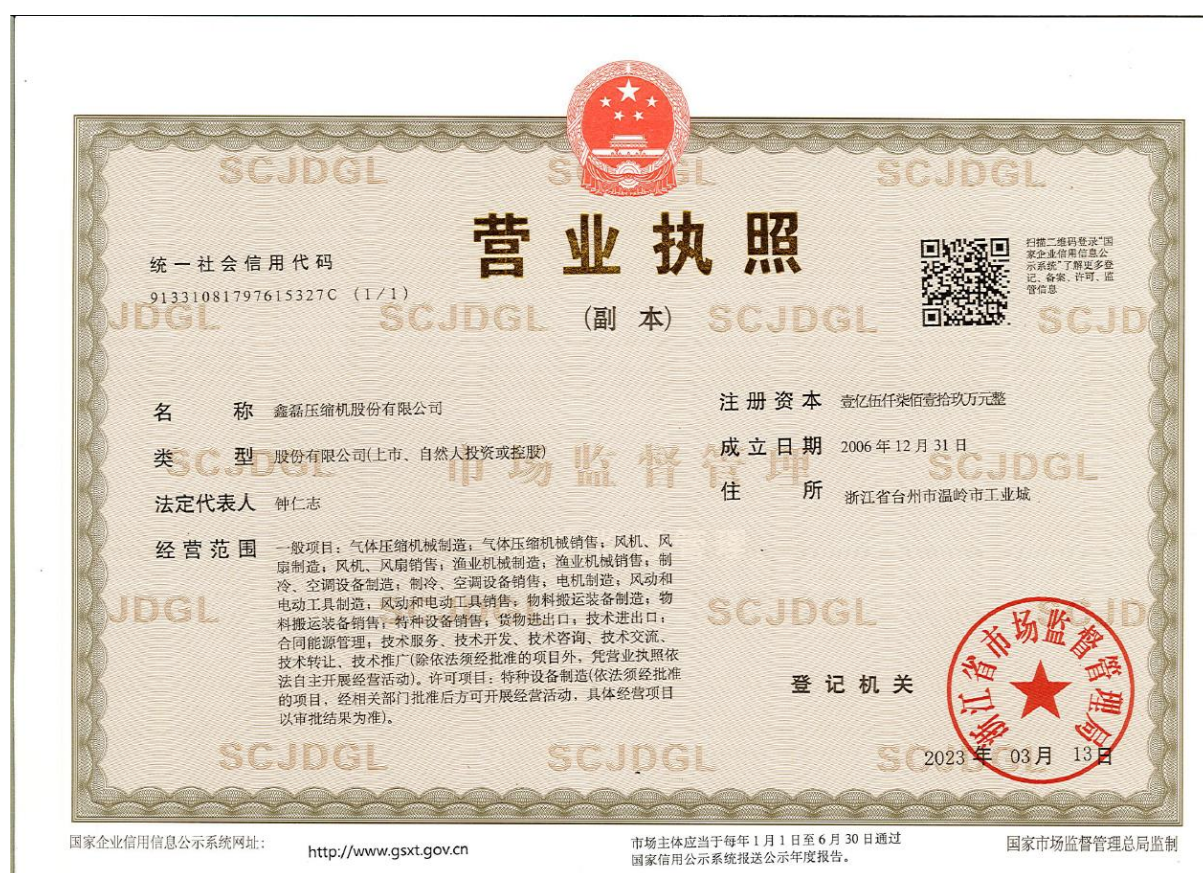 营业执照
(副 本)
统一社会信用代码
91331081797615327C (1/1)
扫描二维码登录“国
家企业信用信息公
示系统”了解更多登
记、备案、许可、监
管信息
名 称 鑫磊压缩机股份有限公司
类 型 股份有限公司(上市、自然人投资或控股)
法定代表人 钟仁志
经营范围 一般项目：气体压缩机械制造；气体压缩机械销售；风机、风
扇制造；风机、风扇销售；渔业机械制造；渔业机械销售；制
冷、空调设备制造；制冷、空调设备销售；电机制造；风动和
电动工具制造；风动和电动工具销售；物料搬运装备制造；物
料搬运装备销售；特种设备销售；货物进出口；技术进出口；
合同能源管理；技术服务、技术开发、技术咨询、技术交流、
技术转让、技术推广(除依法须经批准的项目外，凭营业执照依
法自主开展经营活动)。许可项目：特种设备制造(依法须经批准
的项目，经相关部门批准后方可开展经营活动，具体经营项目
以审批结果为准)。
注册资本 壹亿伍仟柒佰壹拾玖万元整
成立日期 2006年12月31日
住 所 浙江省台州市温岭市工业城
登记机关
浙江省市场监督管理局
2023年 03月 13日
SCJDGL
市场监督管理
国家企业信用信息公示系统网址：
http://www.gsxt.gov.cn
市场主体应当于每年1月1日至6月30日通过
国家信用公示系统报送公示年度报告。
国家市场监督管理总局监制